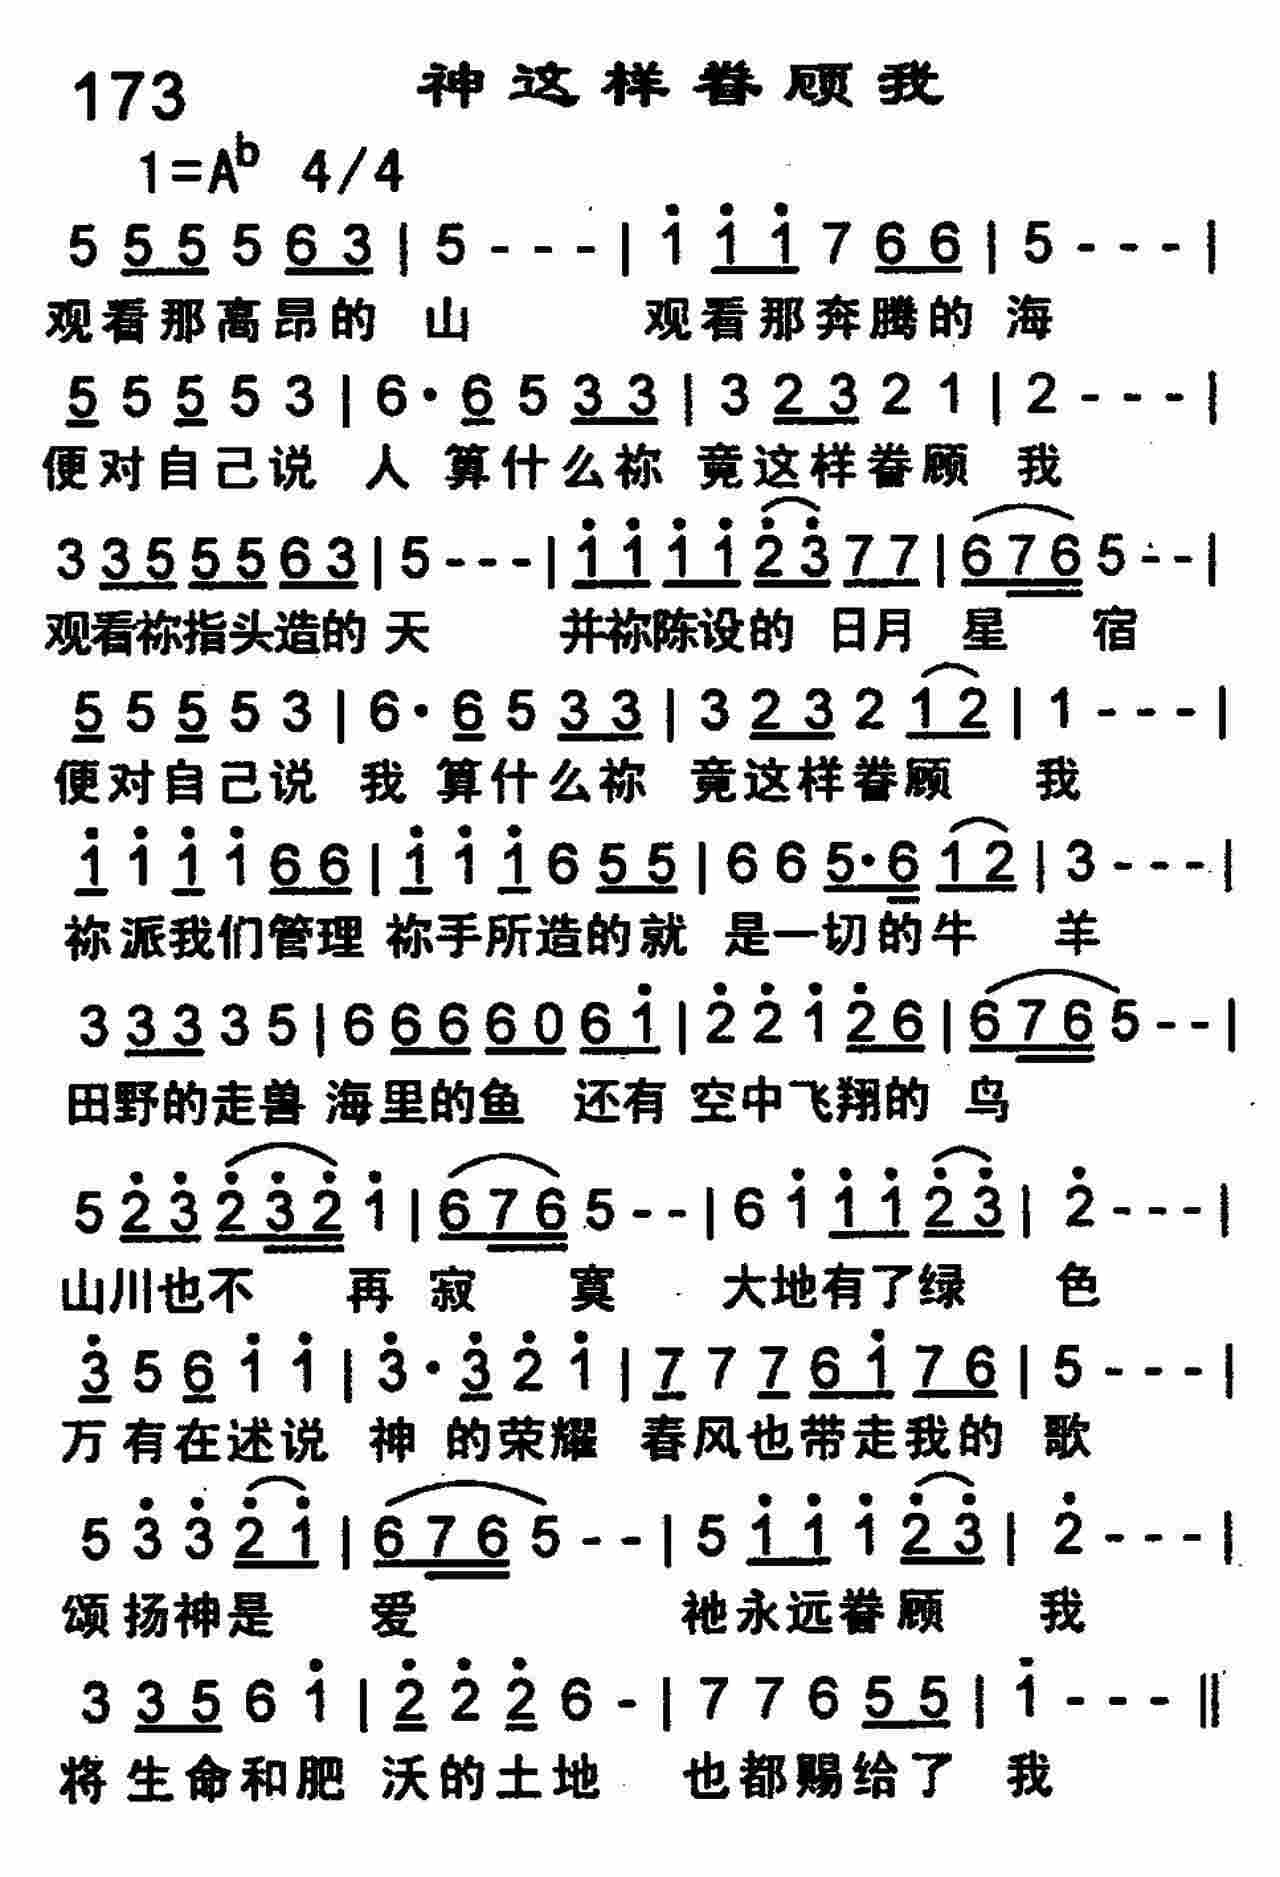 173 神这样眷顾我
1=Ab 4/4
5 5 5 5 6 3 | 5 - - - | 1̇ 1̇ 1̇ 7 6 6 | 5 - - - |
观看那高昂的 山 观看那奔腾的 海
5 5 5 5 3 | 6· 6 5 3 3 | 3 2 3 2 1 | 2 - - - |
便对自己说 人 算什么祢 竟这样眷顾 我
3 3 5 5 5 6 3 | 5 - - - | 1̇ 1̇ 1̇ 1̇ 2̇ 3̇ 7 7 | 6 7 6 5 - - |
观看祢指头造的 天 并祢陈设的 日月 星 宿
5 5 5 5 3 | 6· 6 5 3 3 | 3 2 3 2 1 2 | 1 - - - |
便对自己说 我 算什么祢 竟这样眷顾 我
1̇ 1̇ 1̇ 1̇ 6 6 | 1̇ 1̇ 1̇ 6 5 5 | 6 6 5· 6 1 2 | 3 - - - |
祢派我们管理 祢手所造的就 是一切的牛 羊
3 3 3 3 5 | 6 6 6 6 0 6 1̇ | 2̇ 2̇ 1̇ 2̇ 6 | 6 7 6 5 - - |
田野的走兽 海里的鱼 还有 空中飞翔的 鸟
5 2̇ 3̇ 2̇ 3̇ 2̇ 1̇ | 6 7 6 5 - - | 6 1̇ 1̇ 1̇ 2̇ 3̇ | 2̇ - - - |
山川也不 再 寂 寞 大地有了绿 色
3̇ 5 6 1̇ 1̇ | 3̇· 3̇ 2̇ 1̇ | 7 7 7 6 1̇ 7 6 | 5 - - - |
万有在述说 神 的荣耀 春风也带走我的 歌
5 3̇ 3̇ 2̇ 1̇ | 6 7 6 5 - - | 5 1̇ 1̇ 1̇ 2̇ 3̇ | 2̇ - - - |
颂扬神是 爱 祂永远眷顾 我
3 3 5 6 1̇ | 2̇ 2̇ 2̇ 6 - | 7 7 6 5 5 | 1̇ - - - ||
将生命和肥 沃的土地 也都赐给了 我